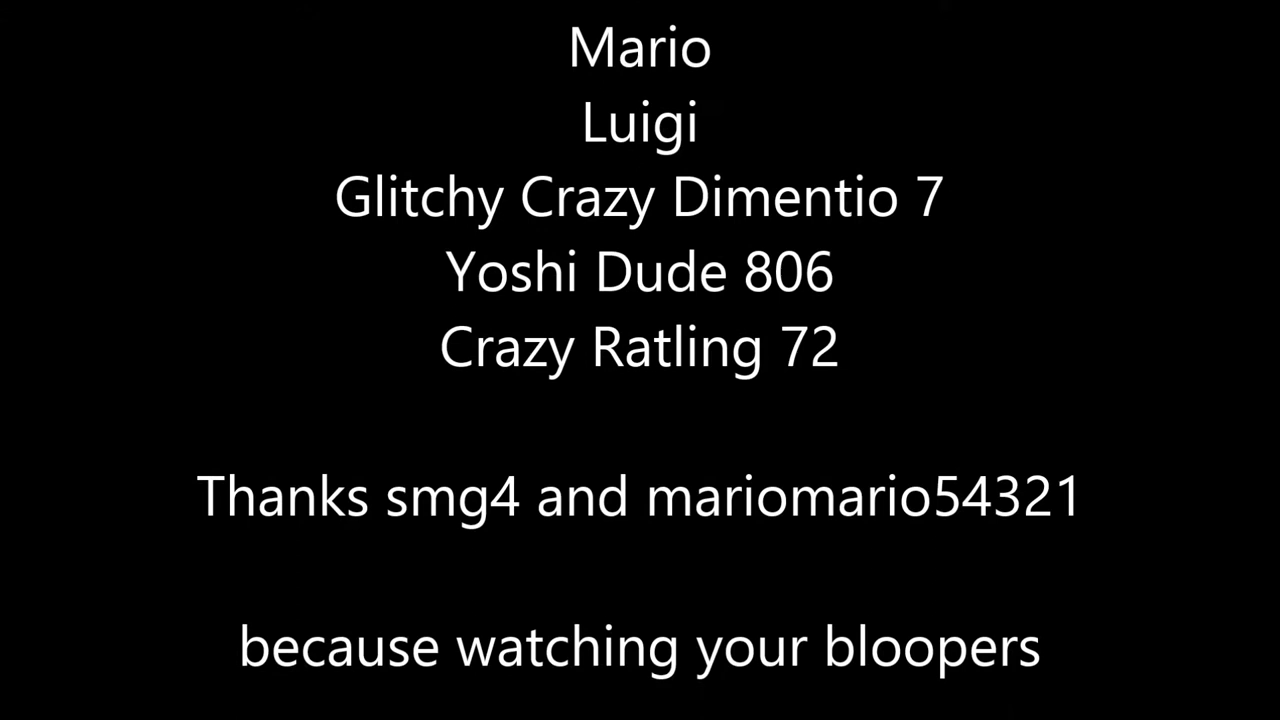 Mario
Luigi
Glitchy Crazy Dimentio 7
Yoshi Dude 806
Crazy Ratling 72
Thanks smg4 and mariomario54321
because watching your bloopers